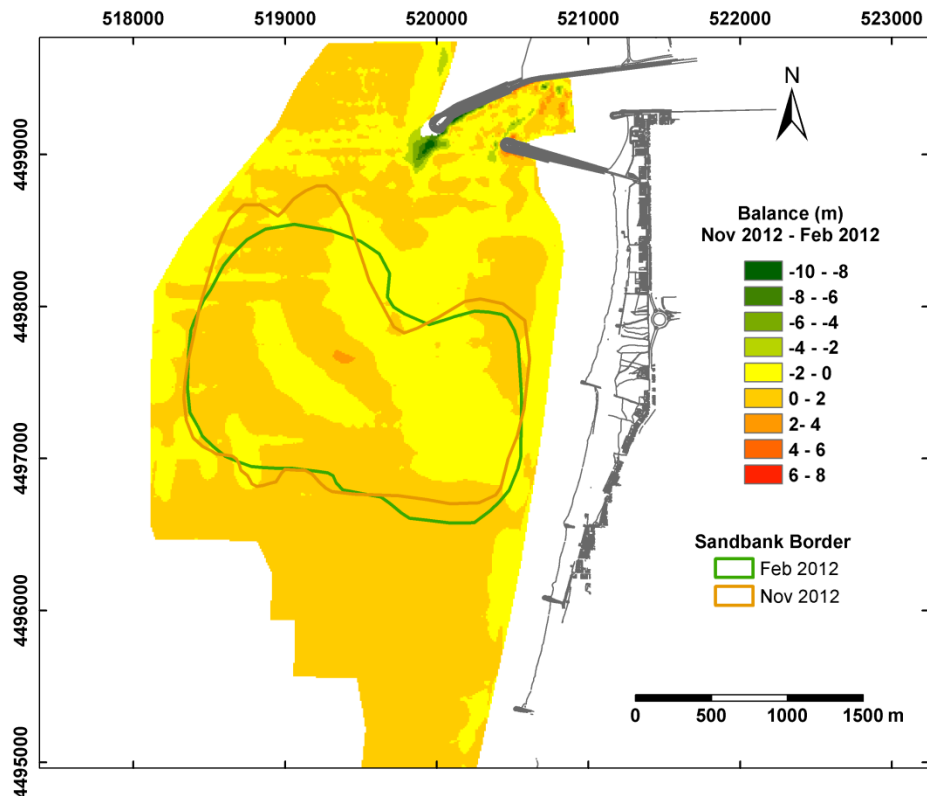 518000 519000 520000 521000 522000 523000
N
4499000
4498000
4497000
4496000
4495000
Balance (m)
Nov 2012 - Feb 2012
-10 - -8
-8 - -6
-6 - -4
-4 - -2
-2 - 0
0 - 2
2- 4
4 - 6
6 - 8
Sandbank Border
Feb 2012
Nov 2012
0 500 1000 1500 m